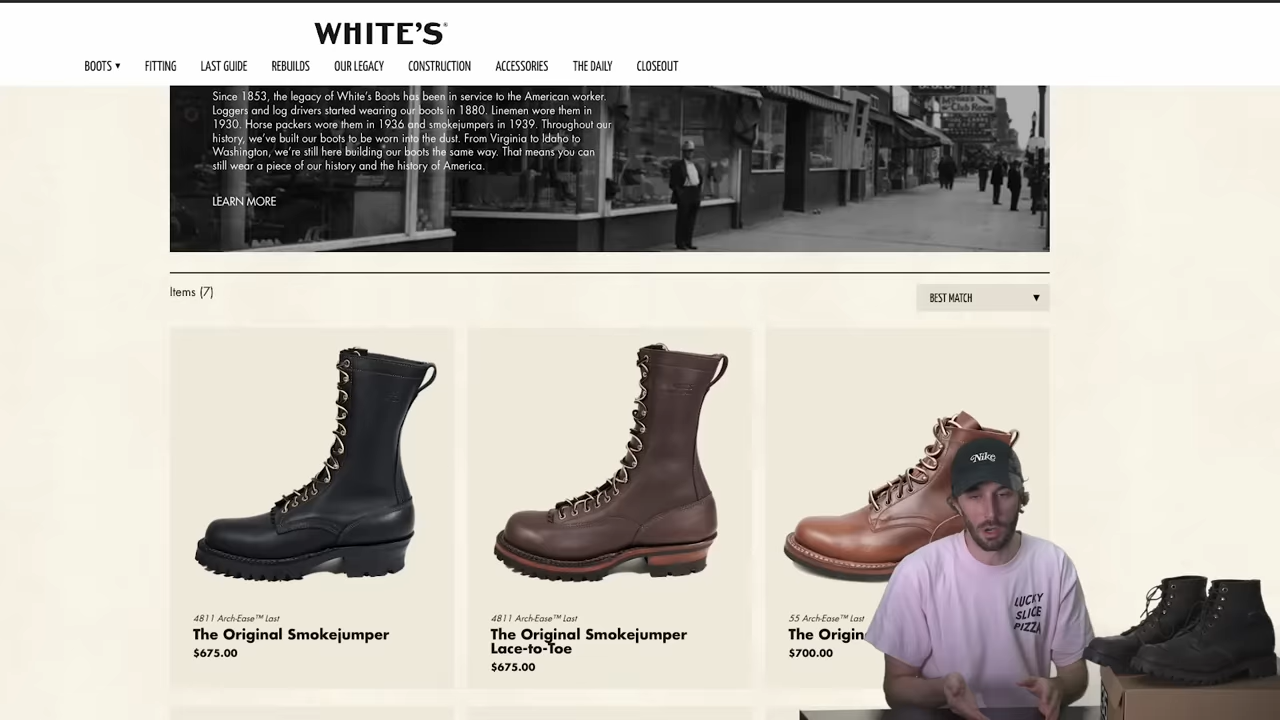 WHITE'S®
BOOTS ▾ FITTING LAST GUIDE REBUILDS OUR LEGACY CONSTRUCTION ACCESSORIES THE DAILY CLOSEOUT
Since 1853, the legacy of White's Boots has been in service to the American worker.
Loggers and log drivers started wearing our boots in 1880. Linemen wore them in
1930. Horse packers wore them in 1936 and smokejumpers in 1939. Throughout our
history, we've built our boots to be worn into the dust. From Virginia to Idaho to
Washington, we're still here building our boots the same way. That means you can
still wear a piece of our history and the history of America.
LEARN MORE
Items (7)
BEST MATCH ▼
4811 Arch-Ease™ Last
The Original Smokejumper
$675.00
4811 Arch-Ease™ Last
The Original Smokejumper
Lace-to-Toe
$675.00
55 Arch-Ease™ Last
The Origin
$700.00
Nike
LUCKY
SLICE
PIZZA